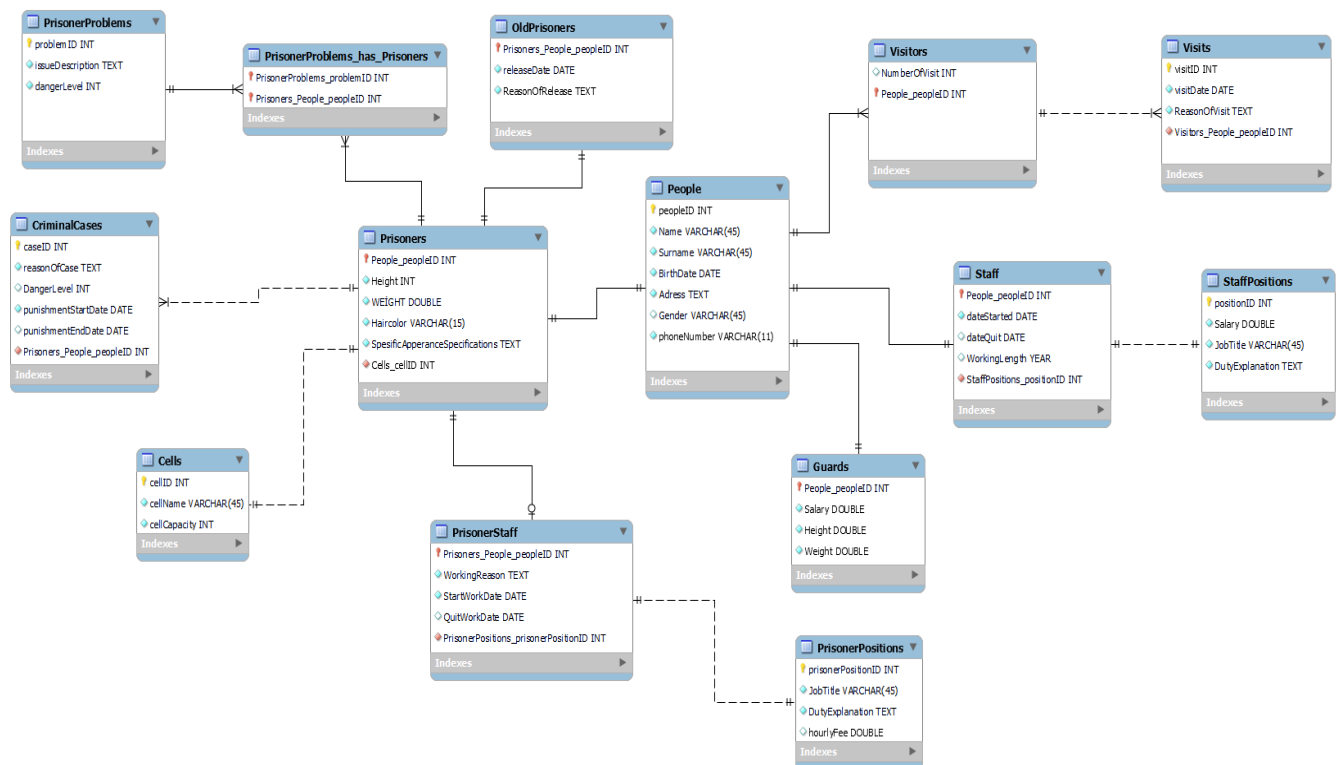 PrisonerProblems
problemID INT
issueDescription TEXT
dangerLevel INT
Indexes
PrisonerProblems_has_Prisoners
PrisonerProblems_problemID INT
Prisoners_People_peopleID INT
Indexes
OldPrisoners
Prisoners_People_peopleID INT
releaseDate DATE
ReasonOfRelease TEXT
Indexes
Visitors
NumberOfVisit INT
People_peopleID INT
Indexes
Visits
visitID INT
visitDate DATE
ReasonOfVisit TEXT
Visitors_People_peopleID INT
Indexes
CriminalCases
caseID INT
reasonOfCase TEXT
DangerLevel INT
punishmentStartDate DATE
punishmentEndDate DATE
Prisoners_People_peopleID INT
Indexes
Prisoners
People_peopleID INT
Height INT
WEİGHT DOUBLE
Haircolor VARCHAR(15)
SpesificApperanceSpecifications TEXT
Cells_cellID INT
Indexes
People
peopleID INT
Name VARCHAR(45)
Surname VARCHAR(45)
BirthDate DATE
Adress TEXT
Gender VARCHAR(45)
phoneNumber VARCHAR(11)
Indexes
Staff
People_peopleID INT
dateStarted DATE
dateQuit DATE
WorkingLength YEAR
StaffPositions_positionID INT
Indexes
StaffPositions
positionID INT
Salary DOUBLE
JobTitle VARCHAR(45)
DutyExplanation TEXT
Indexes
Cells
cellID INT
cellName VARCHAR(45)
cellCapacity INT
Indexes
PrisonerStaff
Prisoners_People_peopleID INT
WorkingReason TEXT
StartWorkDate DATE
QuitWorkDate DATE
PrisonerPositions_prisonerPositionID INT
Indexes
Guards
People_peopleID INT
Salary DOUBLE
Height DOUBLE
Weight DOUBLE
Indexes
PrisonerPositions
prisonerPositionID INT
JobTitle VARCHAR(45)
DutyExplanation TEXT
hourlyFee DOUBLE
Indexes